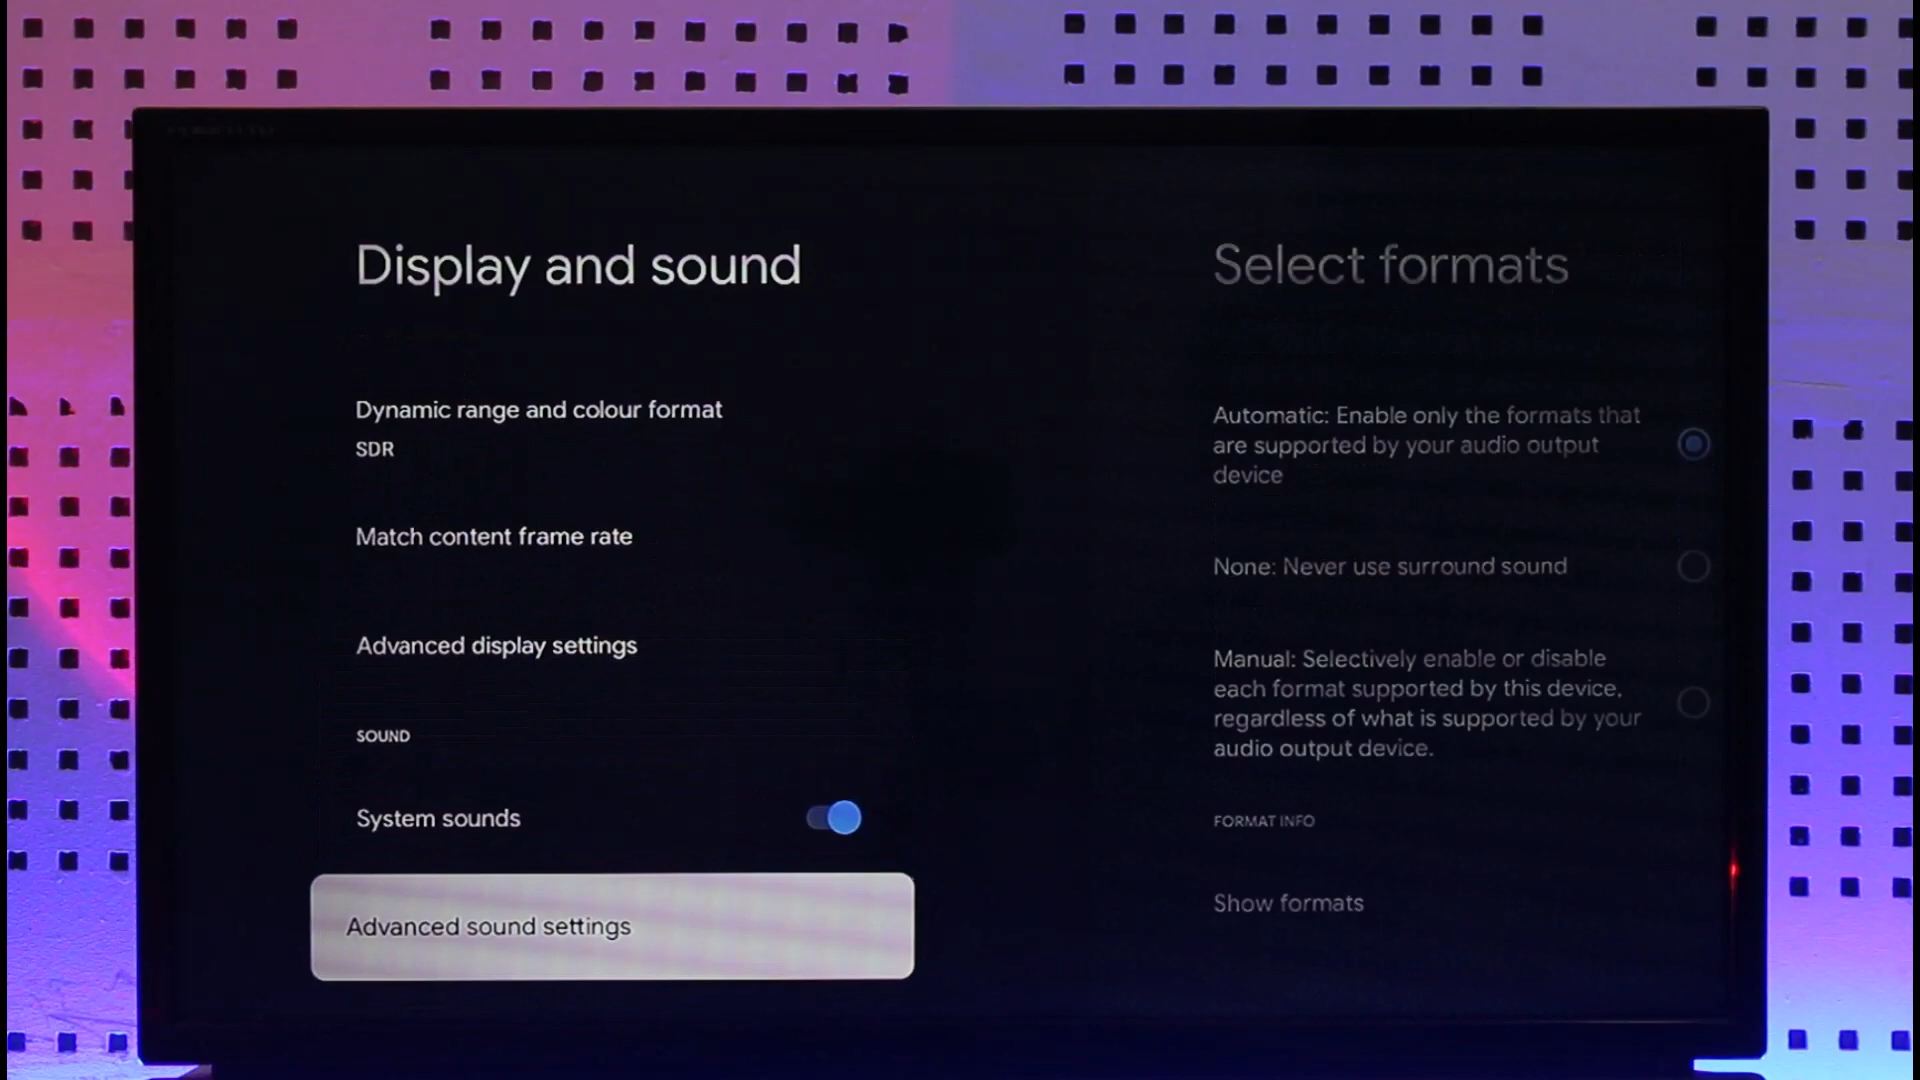 Display and sound
Dynamic range and colour format
SDR
Match content frame rate
Advanced display settings
SOUND
System sounds
Advanced sound settings
Select formats
Automatic: Enable only the formats that
are supported by your audio output
device
None: Never use surround sound
Manual: Selectively enable or disable
each format supported by this device,
regardless of what is supported by your
audio output device.
FORMAT INFO
Show formats